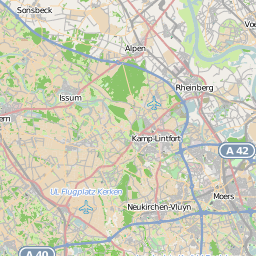 Sonsbeck
Alpen
Rheinberg
Issum
Kamp-Lintfort
A 42
UL Flugplatz Kerken
Moers
Neukirchen-Vluyn
A 40